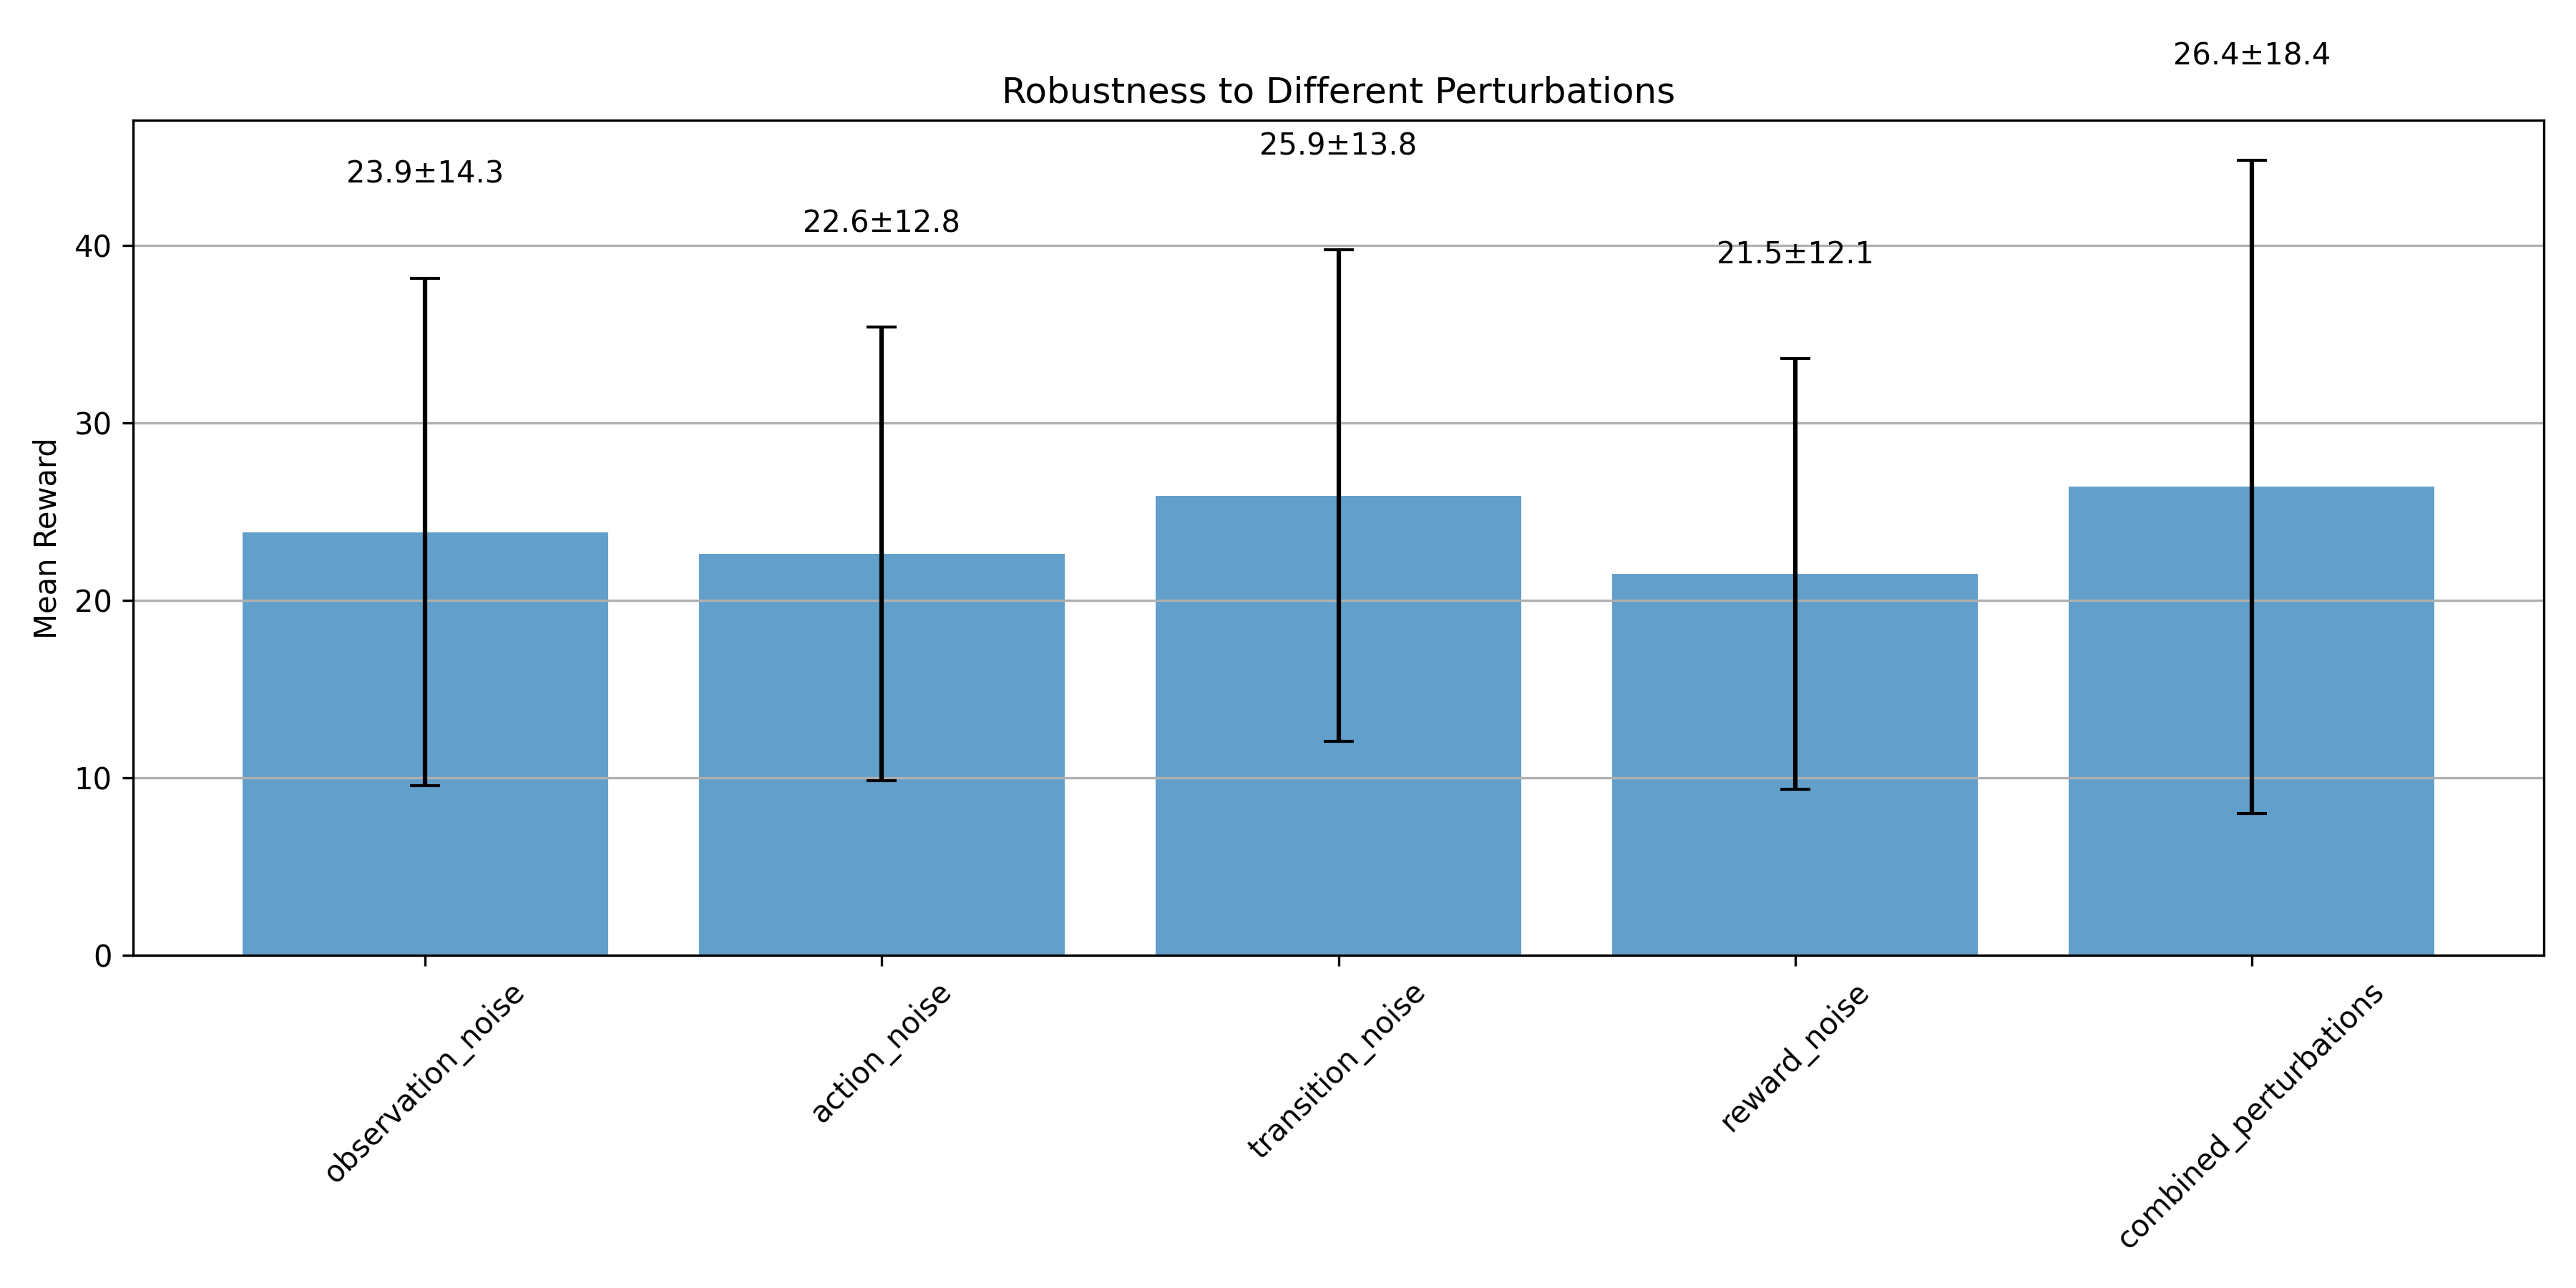 26.4±18.4
Robustness to Different Perturbations
25.9±13.8
23.9±14.3
22.6±12.8
21.5±12.1
Mean Reward
40
30
20
10
0
observation_noise
action_noise
transition_noise
reward_noise
combined_perturbations